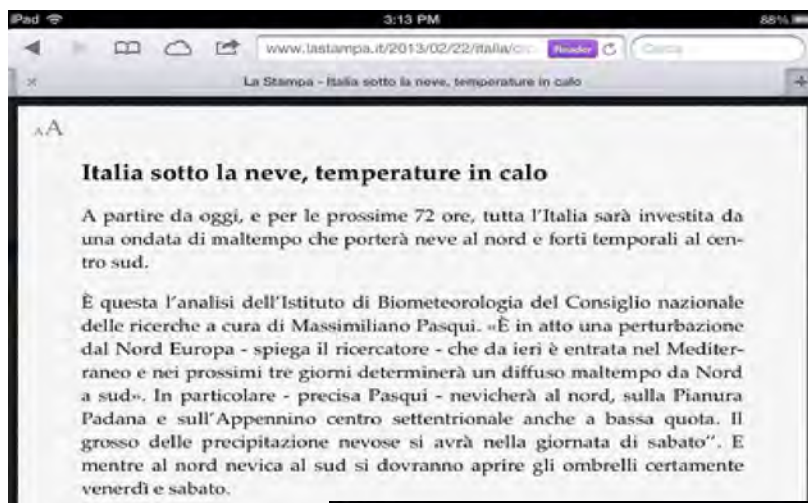 iPad 3:13 PM 88%
www.lastampa.it/2013/02/22/italia/cro Reader Cerca
La Stampa - Italia sotto la neve, temperature in calo
AA
Italia sotto la neve, temperature in calo
A partire da oggi, e per le prossime 72 ore, tutta l'Italia sarà investita da
una ondata di maltempo che porterà neve al nord e forti temporali al cen-
tro sud.
È questa l'analisi dell'Istituto di Biometeorologia del Consiglio nazionale
delle ricerche a cura di Massimiliano Pasqui. «È in atto una perturbazione
dal Nord Europa - spiega il ricercatore - che da ieri è entrata nel Mediter-
raneo e nei prossimi tre giorni determinerà un diffuso maltempo da Nord
a sud». In particolare - precisa Pasqui - nevicherà al nord, sulla Pianura
Padana e sull'Appennino centro settentrionale anche a bassa quota. Il
grosso delle precipitazione nevose si avrà nella giornata di sabato”. E
mentre al nord nevica al sud si dovranno aprire gli ombrelli certamente
venerdì e sabato.